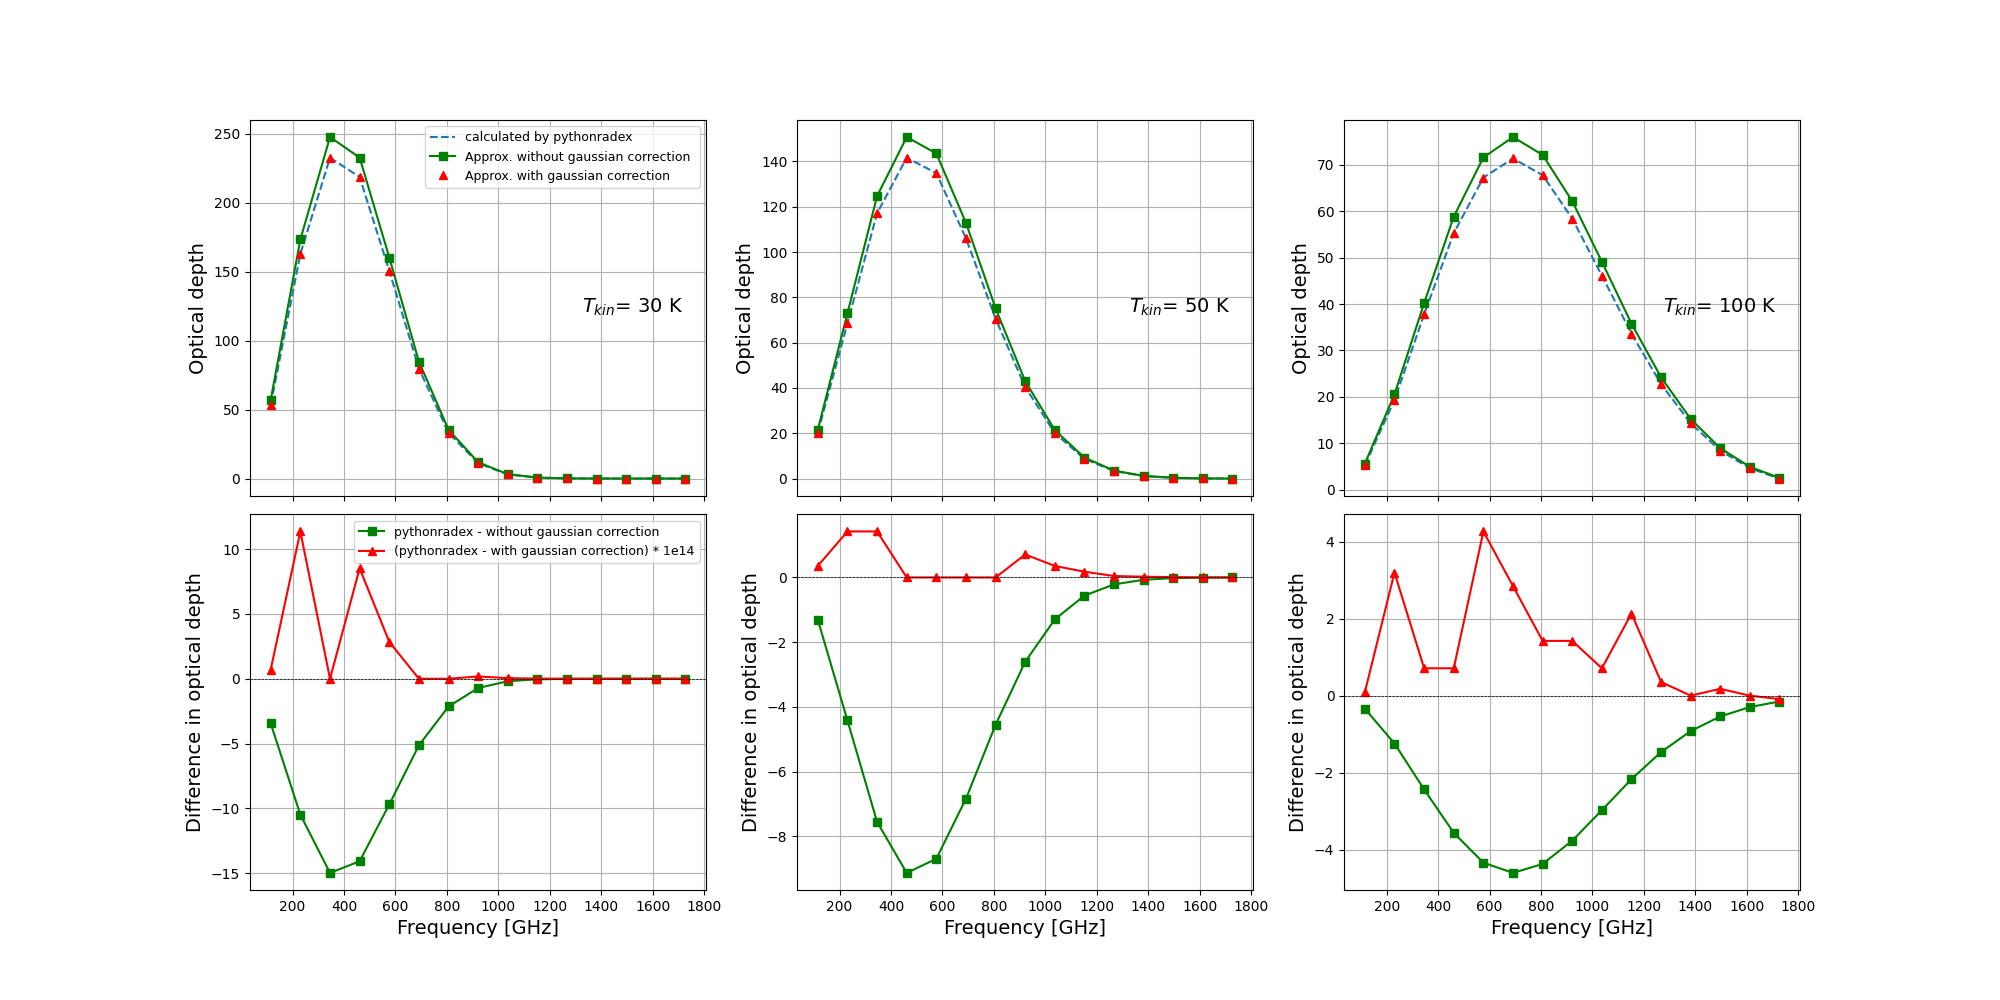 250
200
150
100
50
0
Optical depth
calculated by pythonradex
Approx. without gaussian correction
Approx. with gaussian correction
T_kin= 30 K
140
120
100
80
60
40
20
0
Optical depth
T_kin= 50 K
70
60
50
40
30
20
10
0
Optical depth
T_kin= 100 K
10
5
0
−5
−10
−15
Difference in optical depth
pythonradex - without gaussian correction
(pythonradex - with gaussian correction) * 1e14
200 400 600 800 1000 1200 1400 1600 1800
Frequency [GHz]
0
−2
−4
−6
−8
Difference in optical depth
200 400 600 800 1000 1200 1400 1600 1800
Frequency [GHz]
4
2
0
−2
−4
Difference in optical depth
200 400 600 800 1000 1200 1400 1600 1800
Frequency [GHz]